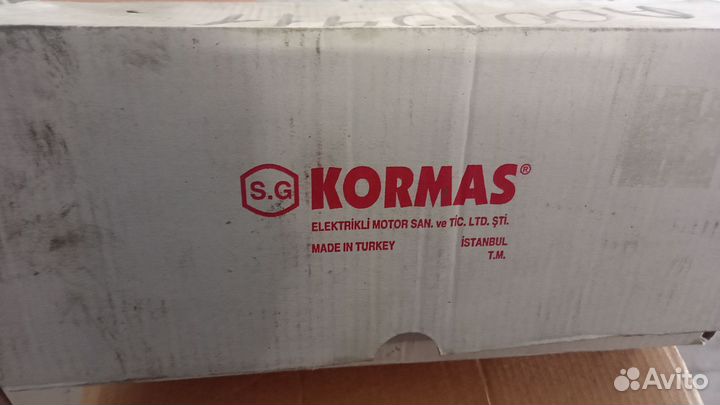 S.G KORMAS®
ELEKTRİKLİ MOTOR SAN. ve TİC. LTD. ŞTİ.
MADE IN TURKEY İSTANBUL
T.M.
Avito